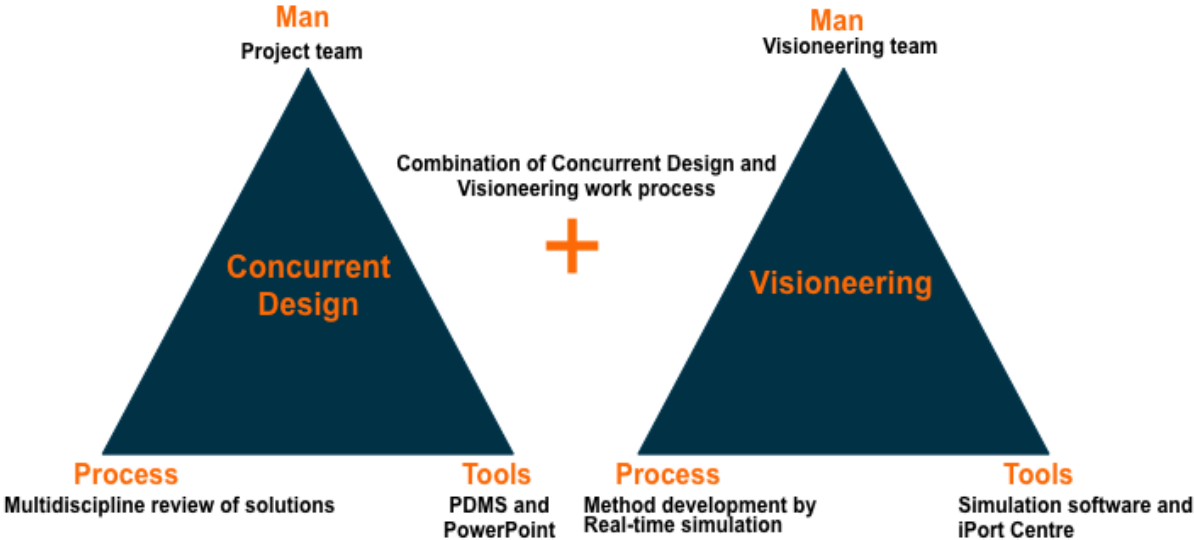 Man
Project team
Man
Visioneering team
Combination of Concurrent Design and
Visioneering work process
+
Concurrent
Design
Visioneering
Process
Multidiscipline review of solutions
Tools
PDMS and
PowerPoint
Process
Method development by
Real-time simulation
Tools
Simulation software and
iPort Centre